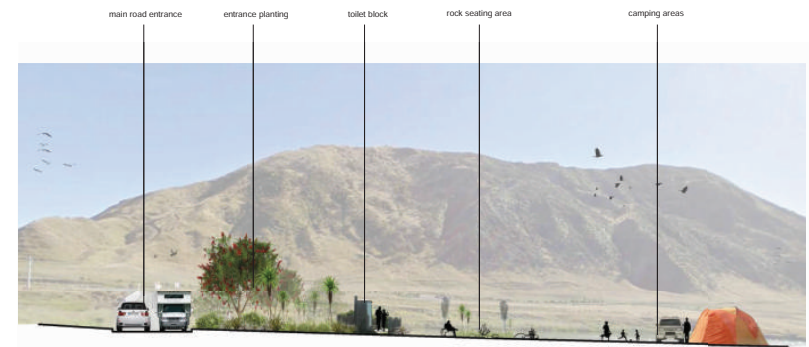 main road entrance
entrance planting
toilet block
rock seating area
camping areas